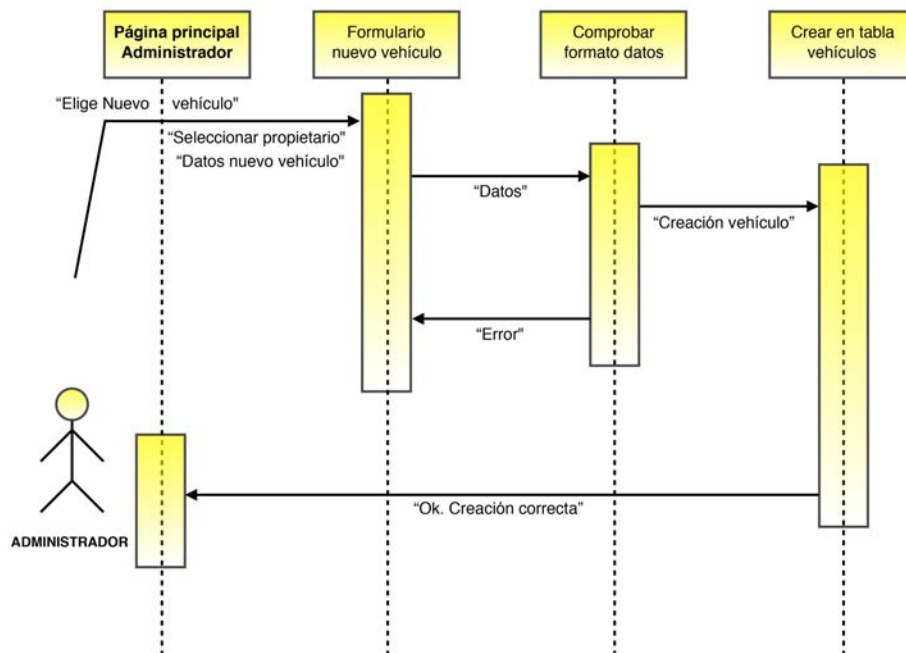 Página principal
Administrador
Formulario
nuevo vehículo
Comprobar
formato datos
Crear en tabla
vehículos
“Elige Nuevo vehículo"
“Seleccionar propietario"
“Datos nuevo vehículo"
“Datos"
“Creación vehículo"
“Error"
“Ok. Creación correcta”
ADMINISTRADOR